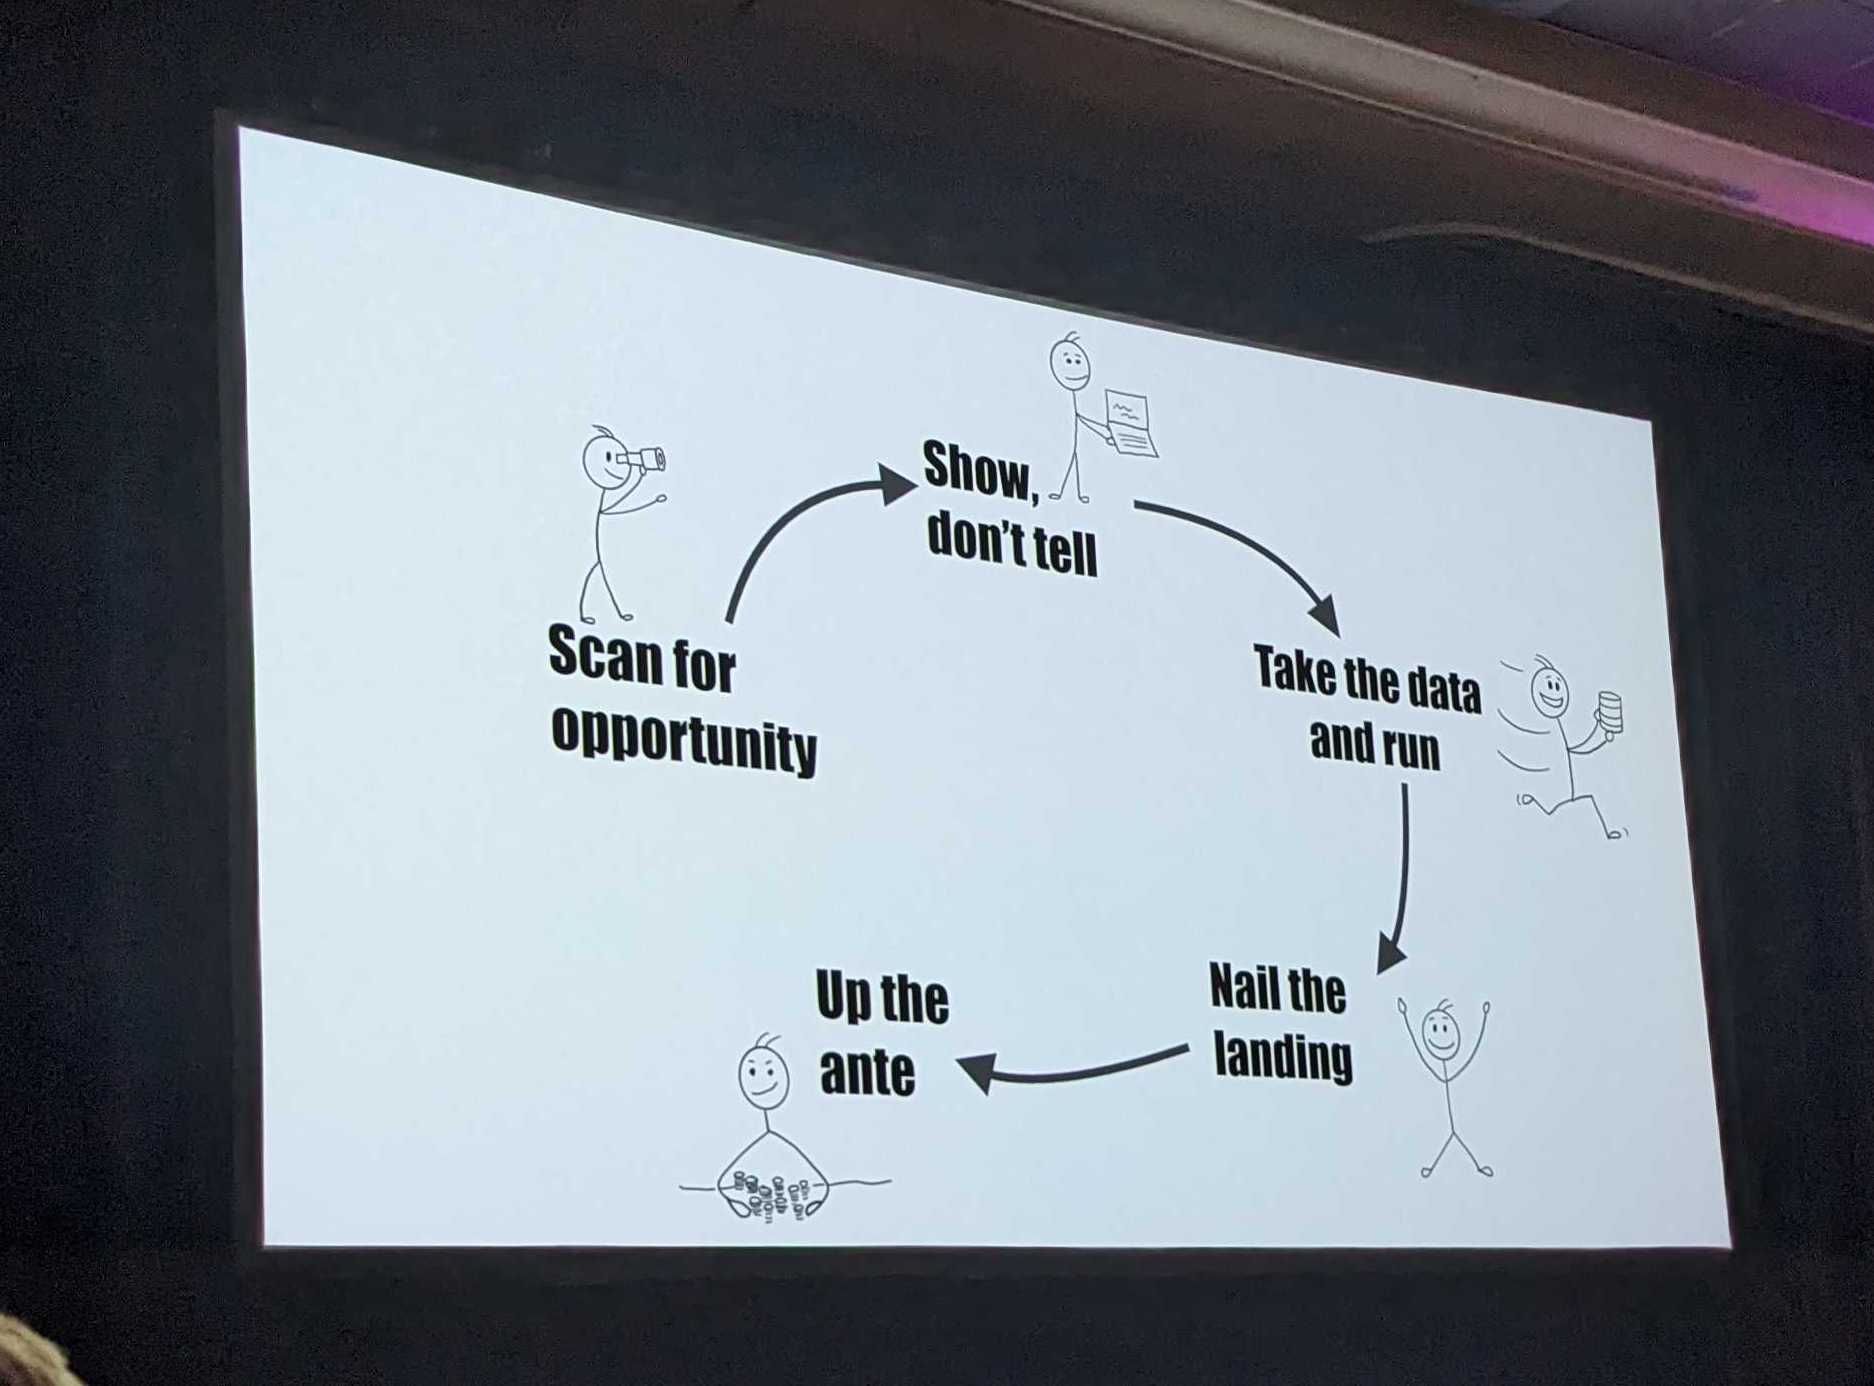 Show,
don't tell
Scan for
opportunity
Take the data
and run
Nail the
landing
Up the
ante